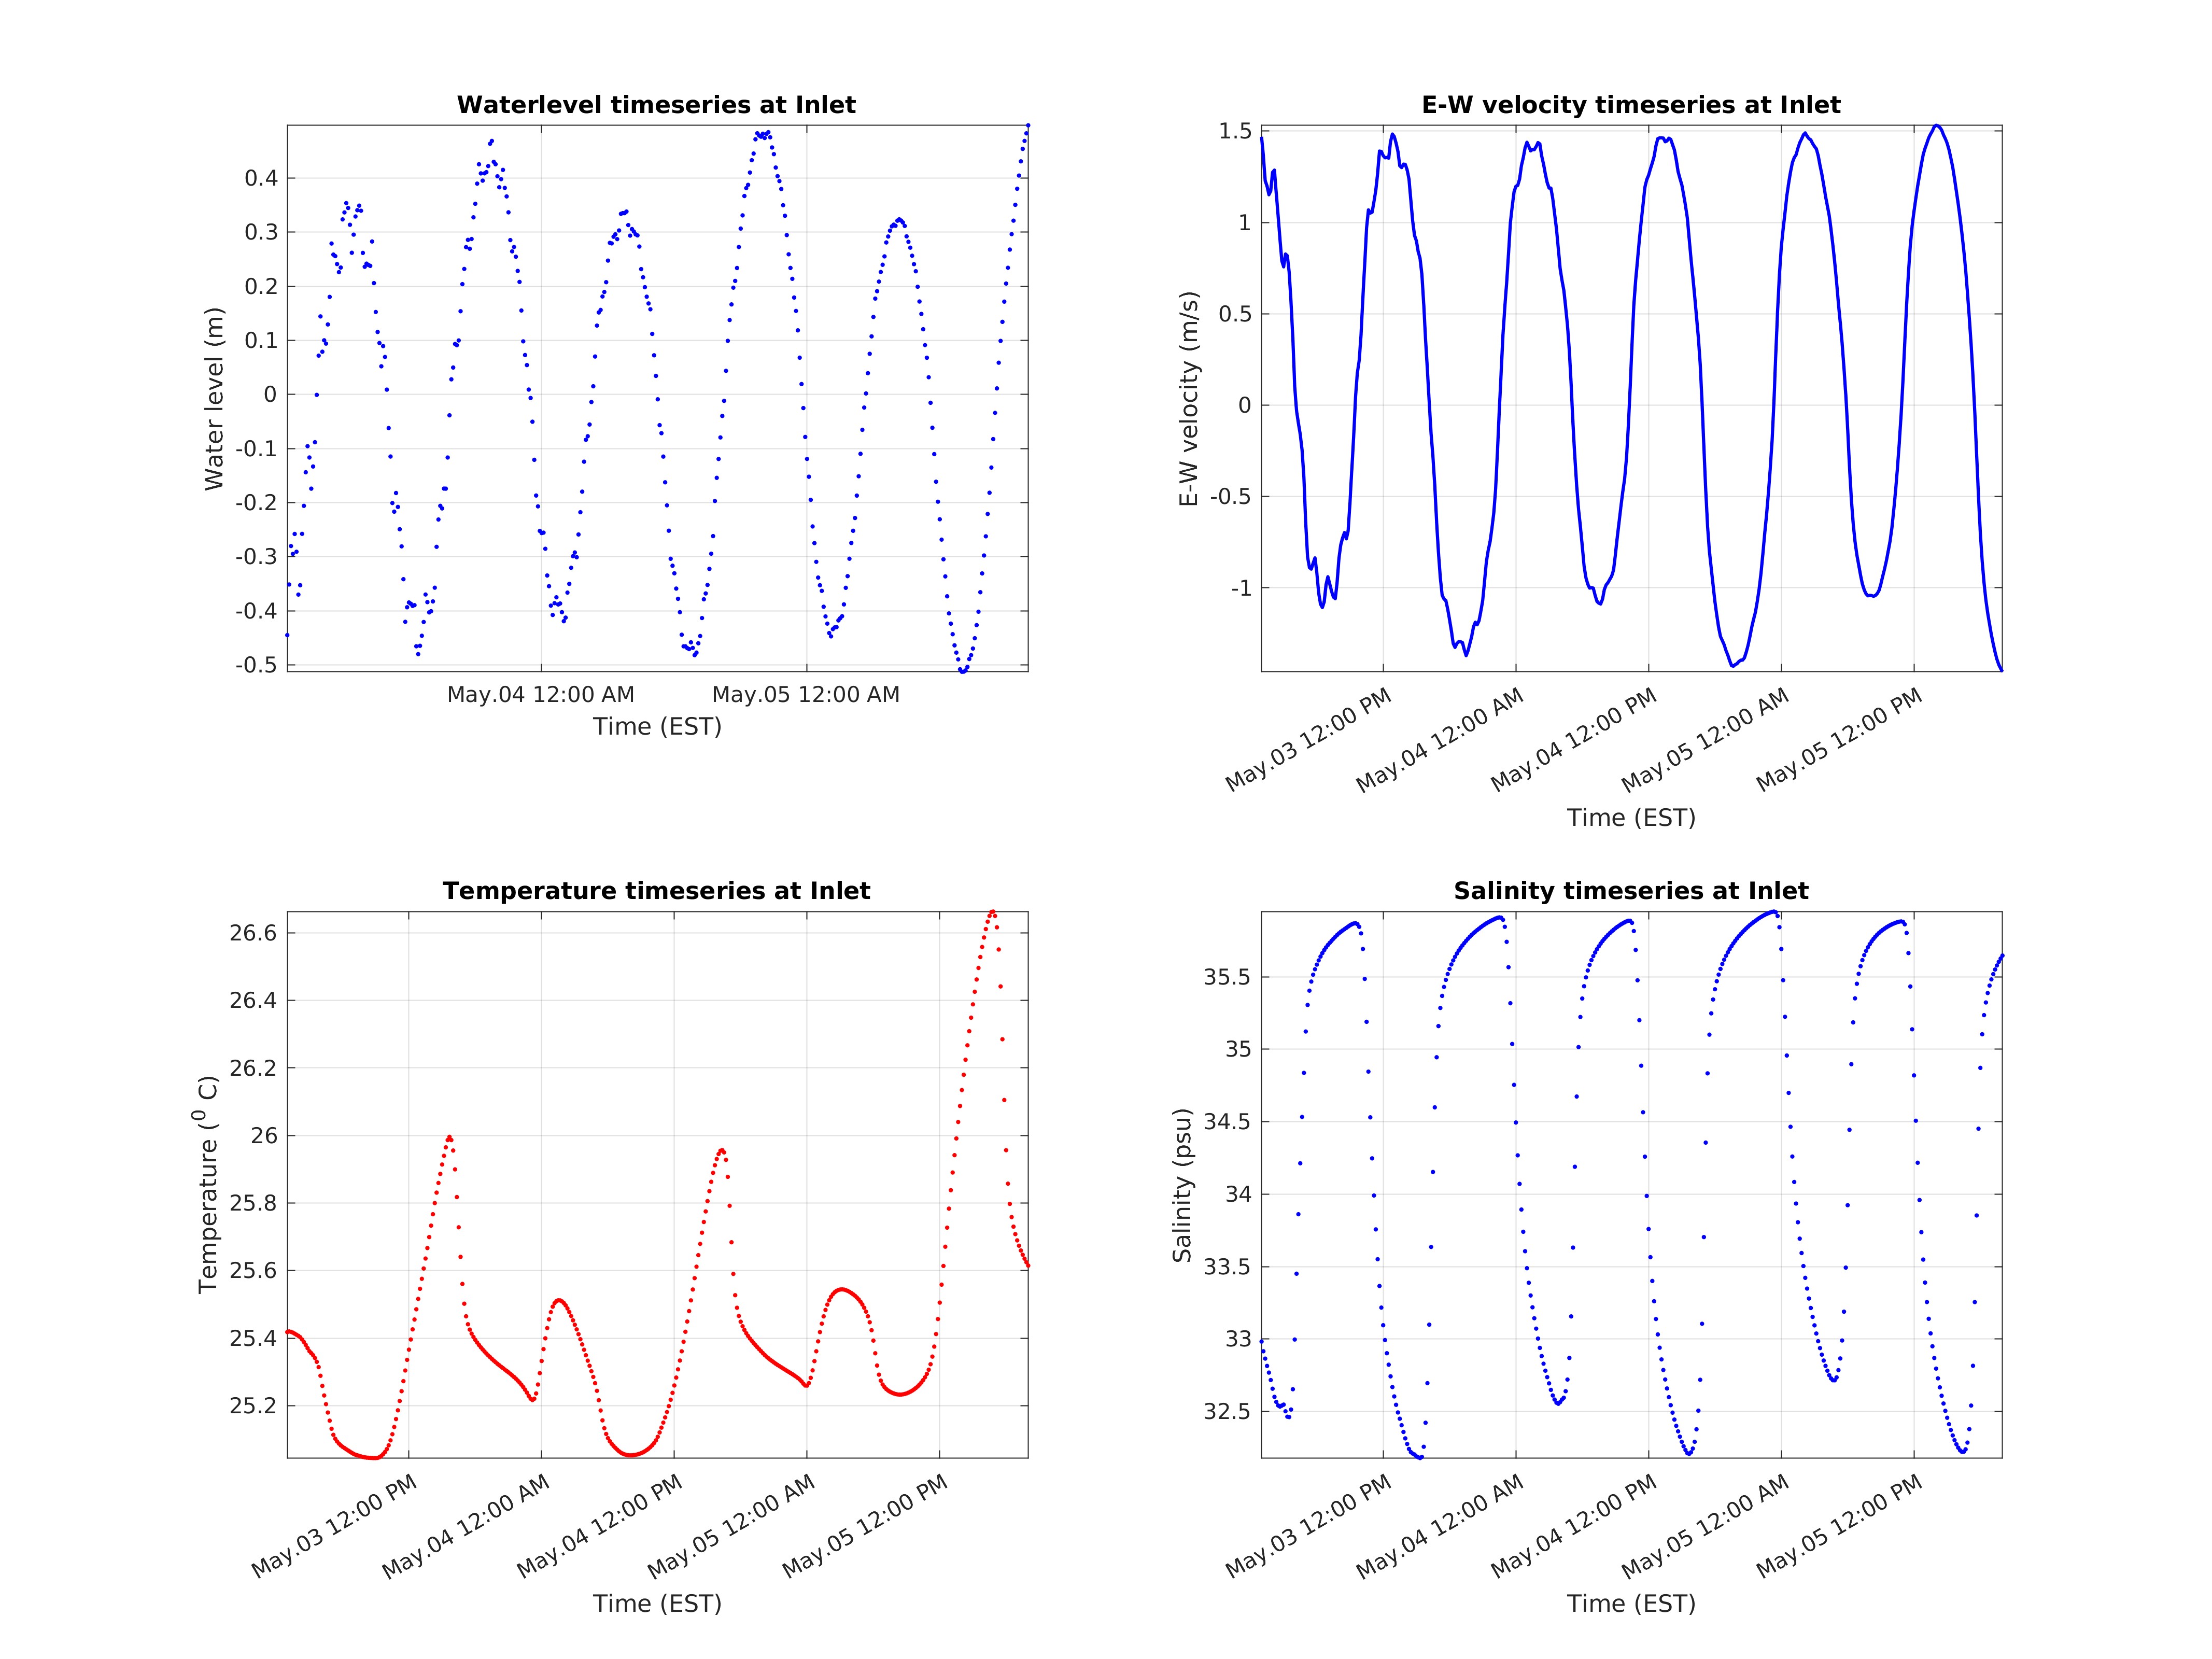 Waterlevel timeseries at Inlet
Water level (m)
0.4
0.3
0.2
0.1
0
-0.1
-0.2
-0.3
-0.4
-0.5
May.04 12:00 AM
May.05 12:00 AM
Time (EST)
E-W velocity timeseries at Inlet
E-W velocity (m/s)
1.5
1
0.5
0
-0.5
-1
May.03 12:00 PM
May.04 12:00 AM
May.04 12:00 PM
May.05 12:00 AM
May.05 12:00 PM
Time (EST)
Temperature timeseries at Inlet
Temperature (⁰ C)
26.6
26.4
26.2
26
25.8
25.6
25.4
25.2
May.03 12:00 PM
May.04 12:00 AM
May.04 12:00 PM
May.05 12:00 AM
May.05 12:00 PM
Time (EST)
Salinity timeseries at Inlet
Salinity (psu)
35.5
35
34.5
34
33.5
33
32.5
May.03 12:00 PM
May.04 12:00 AM
May.04 12:00 PM
May.05 12:00 AM
May.05 12:00 PM
Time (EST)